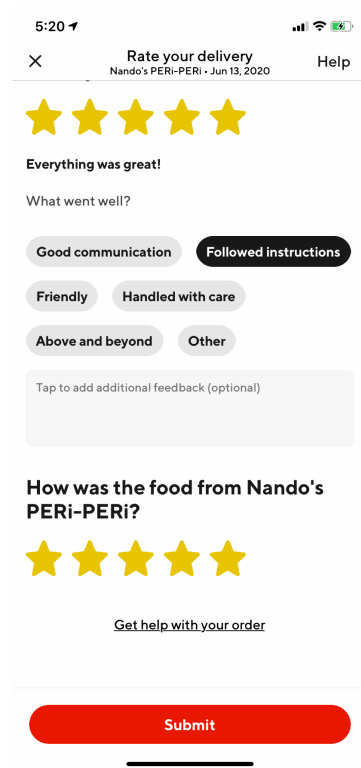 5:20
Rate your delivery
Nando's PERi-PERi • Jun 13, 2020
Help
Everything was great!
What went well?
Good communication
Followed instructions
Friendly
Handled with care
Above and beyond
Other
Tap to add additional feedback (optional)
How was the food from Nando's
PERi-PERi?
Get help with your order
Submit